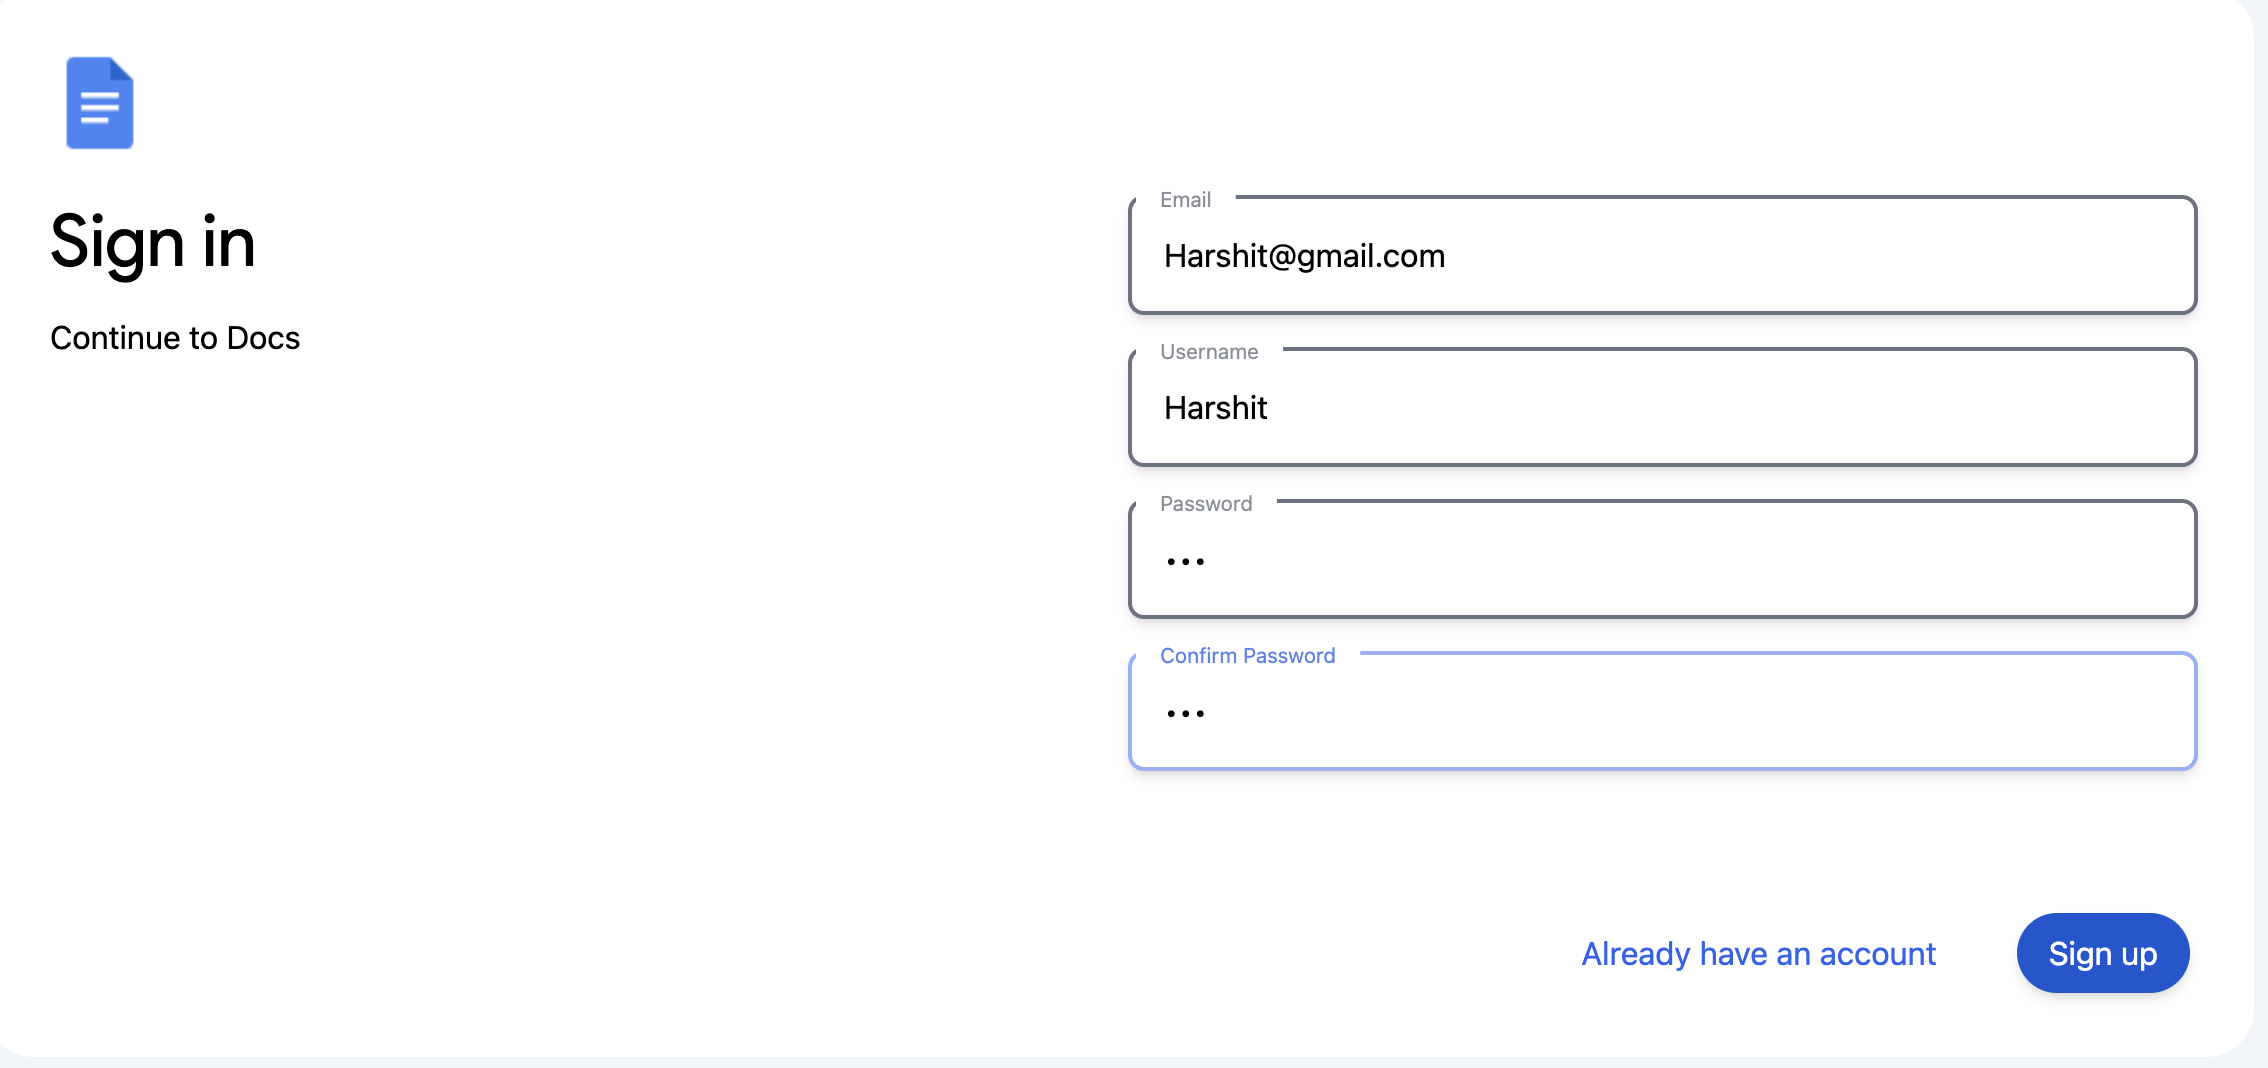 Sign in
Continue to Docs
Email
Harshit@gmail.com
Username
Harshit
Password
•••
Confirm Password
•••
Already have an account
Sign up